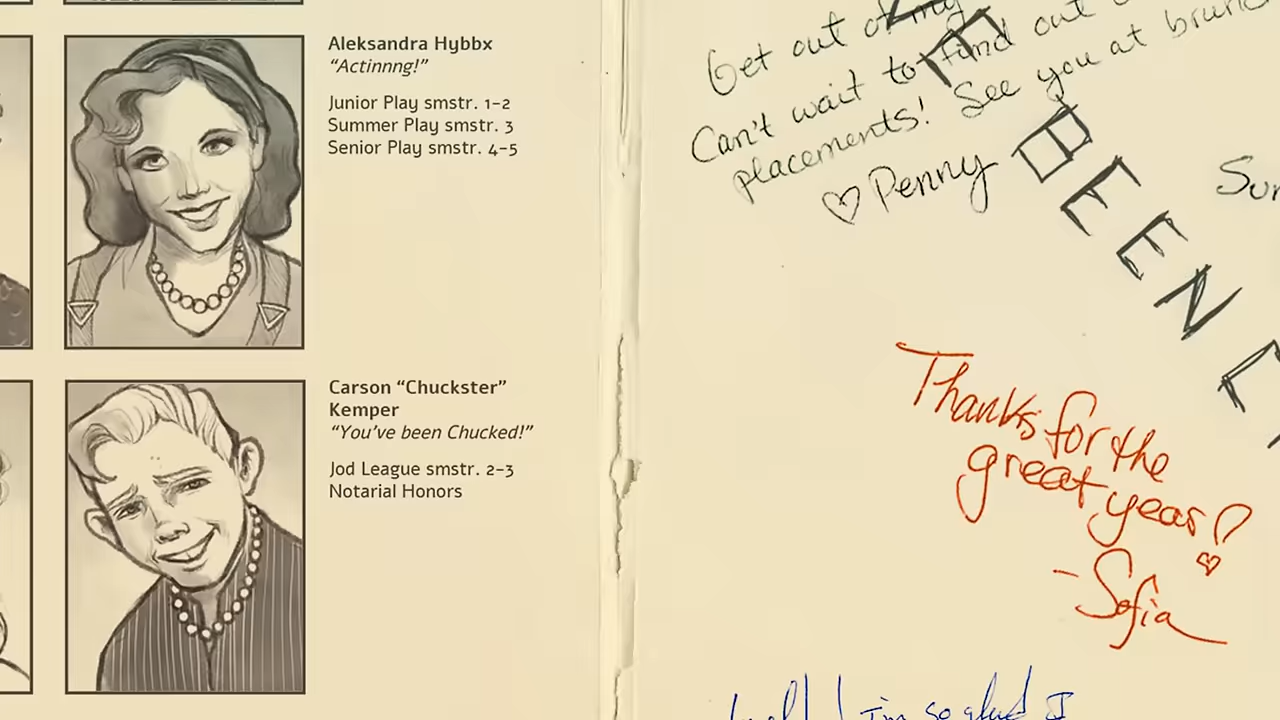 Aleksandra Hybbx
“Actinnng!”
Junior Play smstr. 1-2
Summer Play smstr. 3
Senior Play smstr. 4-5
Carson “Chuckster”
Kemper
“You’ve been Chucked!”
Jod League smstr. 2-3
Notarial Honors
Get out of my
Can't wait to find out
placements! See you at
♡ Penny
BEEN
Thanks for the
great year!
- Sofia
I'm so glad I